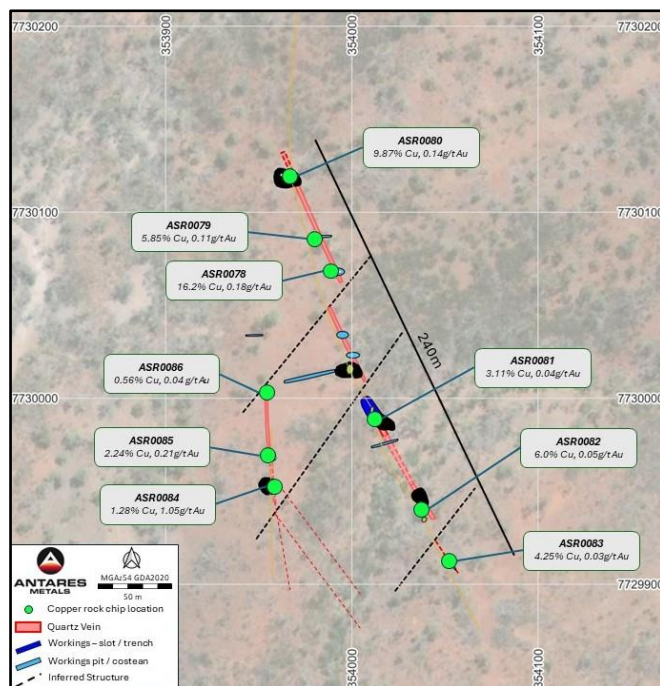 353900
354000
354100
7730200
7730200
ASR0080
9.87% Cu, 0.14g/tAu
7730100
7730100
ASR0079
5.85% Cu, 0.11g/tAu
ASR0078
16.2% Cu, 0.18g/tAu
240m
ASR0086
0.56% Cu, 0.04 g/tAu
ASR0081
3.11% Cu, 0.04g/tAu
7730000
7730000
ASR0085
2.24% Cu, 0.21g/tAu
ASR0082
6.0% Cu, 0.05g/tAu
ASR0084
1.28% Cu, 1.05g/tAu
ASR0083
4.25% Cu, 0.03g/tAu
7729900
ANTARES
METALS
MGAz54 GDA2020
50 m
Copper rock chip location
Quartz Vein
Workings – slot / trench
Workings pit / costean
Inferred Structure
354000
354100